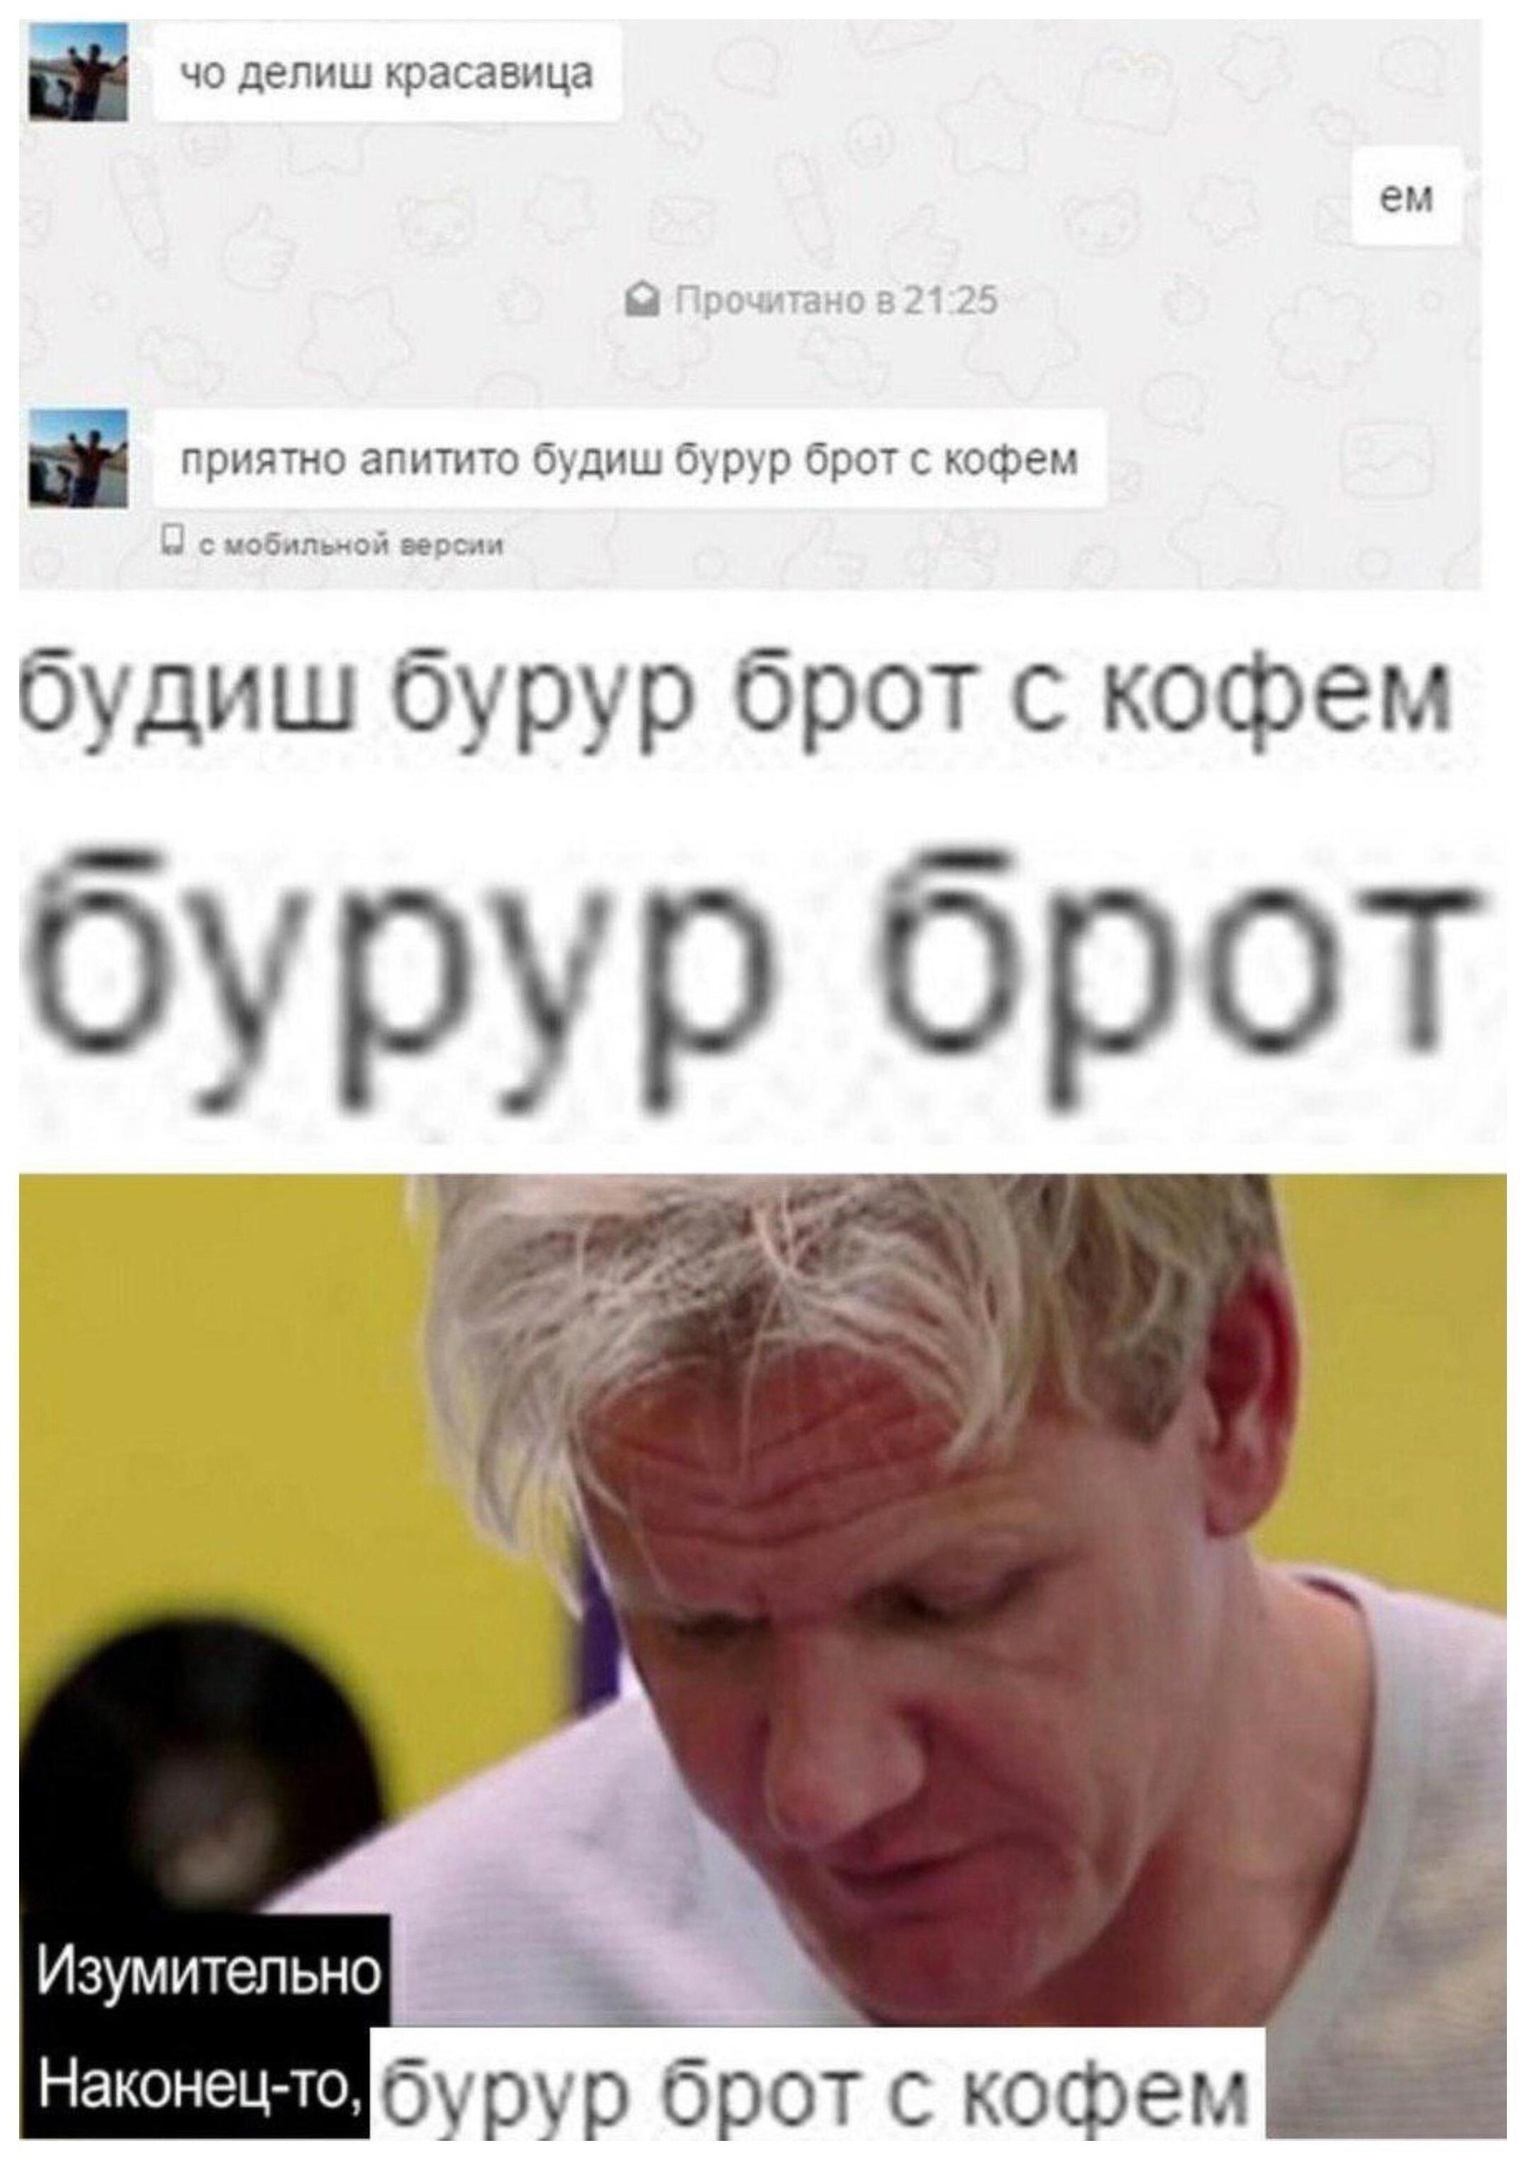 чо делиш красавица
ем
Прочитано в 21:25
приятно апитито будиш бурур брот с кофем
с мобильной версии
будиш бурур брот с кофем
бурур брот
Изумительно
Наконец-то, бурур брот с кофем